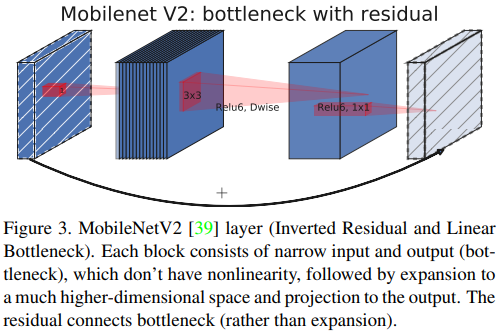 Mobilenet V2: bottleneck with residual
3x3
Relu6, Dwise
Relu6, 1x1
+
Figure 3. MobileNetV2 [39] layer (Inverted Residual and Linear
Bottleneck). Each block consists of narrow input and output (bot-
tleneck), which don't have nonlinearity, followed by expansion to
a much higher-dimensional space and projection to the output. The
residual connects bottleneck (rather than expansion).